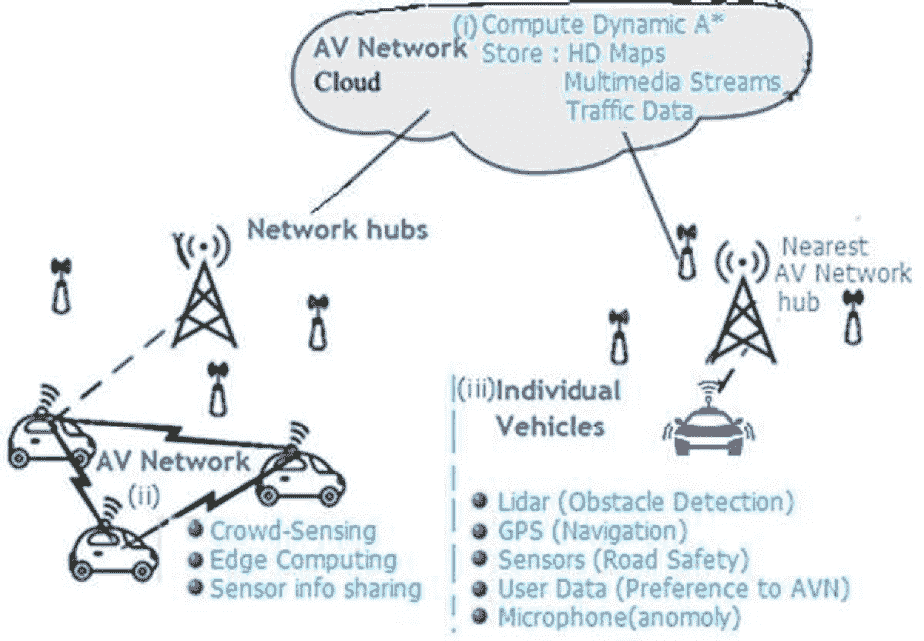 (i) Compute Dynamic A*
AV Network
Cloud
Store : HD Maps
Multimedia Streams
Traffic Data
Network hubs
Nearest
AV Network
hub
(iii) Individual
Vehicles
AV Network
(ii)
Crowd-Sensing
Edge Computing
Sensor info sharing
Lidar (Obstacle Detection)
GPS (Navigation)
Sensors (Road Safety)
User Data (Preference to AVN)
Microphone(anomoly)